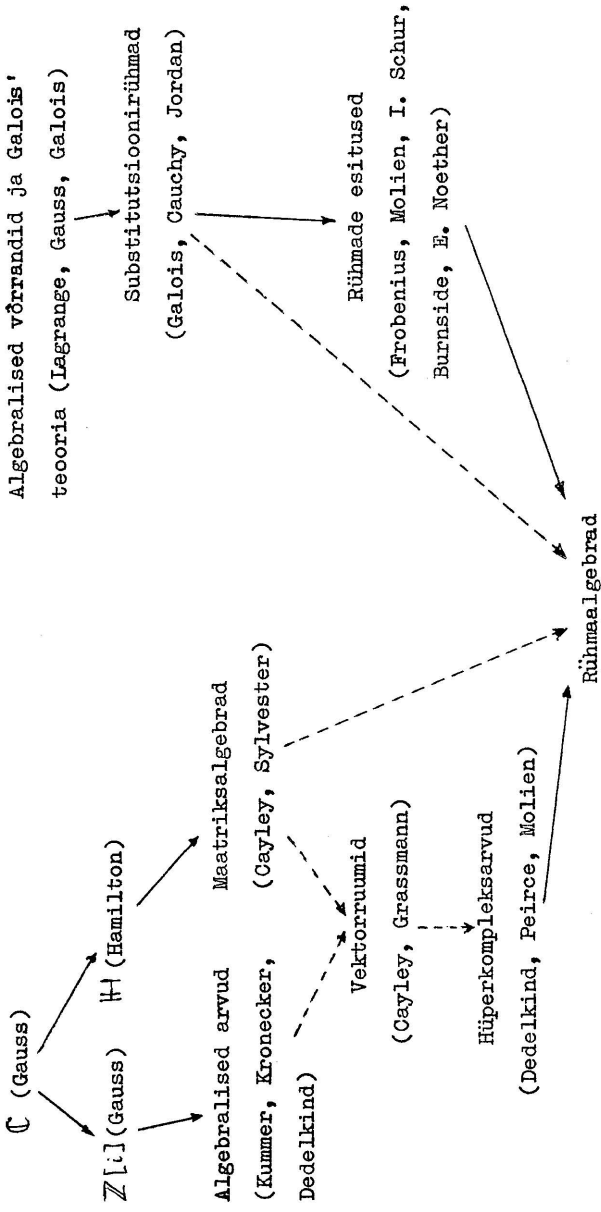 ℂ (Gauss)
ℤ[i] (Gauss)
ℍ (Hamilton)
Algebralised arvud
(Kummer, Kronecker,
Dedelkind)
Maatriksalgebrad
(Cayley, Sylvester)
Vektorruumid
(Cayley, Grassmann)
Hüperkompleksarvud
(Dedelkind, Peirce, Molien)
Algebralised võrrandid ja Galois'
teooria (Lagrange, Gauss, Galois)
Substitutsioonirühmad
(Galois, Cauchy, Jordan)
Rühmade esitused
(Frobenius, Molien, I. Schur,
Burnside, E. Noether)
Rühmaalgebrad